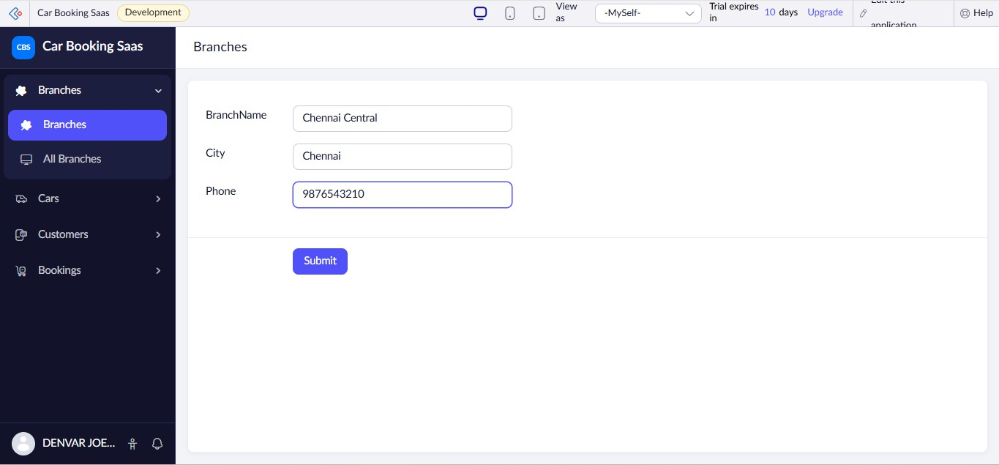 Car Booking Saas
Development
View as
-MySelf-
Trial expires in
10 days
Upgrade
Edit this application
Help
CBS
Car Booking Saas
Branches
Branches
Branches
All Branches
Cars
Customers
Bookings
BranchName
Chennai Central
City
Chennai
Phone
9876543210
Submit
DENVAR JOE...